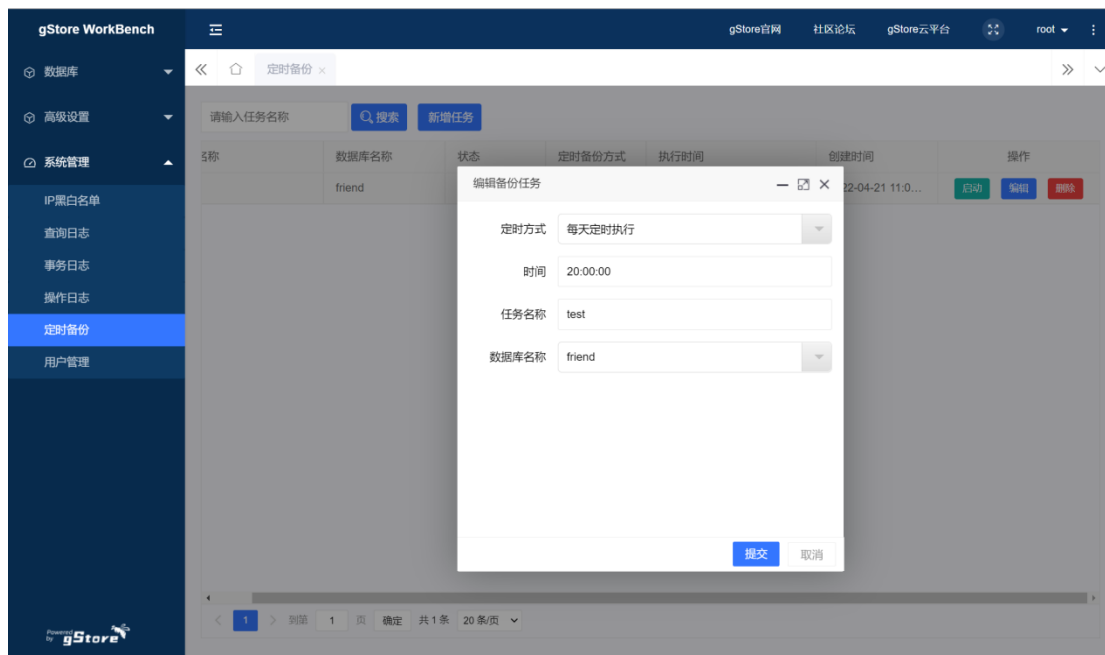 gStore WorkBench
gStore官网 社区论坛 gStore云平台 root
数据库
定时备份 ×
高级设置
请输入任务名称 搜索 新增任务
系统管理
名称 数据库名称 状态 定时备份方式 执行时间 创建时间 操作
friend 22-04-21 11:0... 启动 编辑 删除
IP黑白名单
查询日志
事务日志
操作日志
定时备份
用户管理
编辑备份任务
定时方式 每天定时执行
时间 20:00:00
任务名称 test
数据库名称 friend
提交 取消
< 1 > 到第 1 页 确定 共 1 条 20 条/页
Powered by gStore